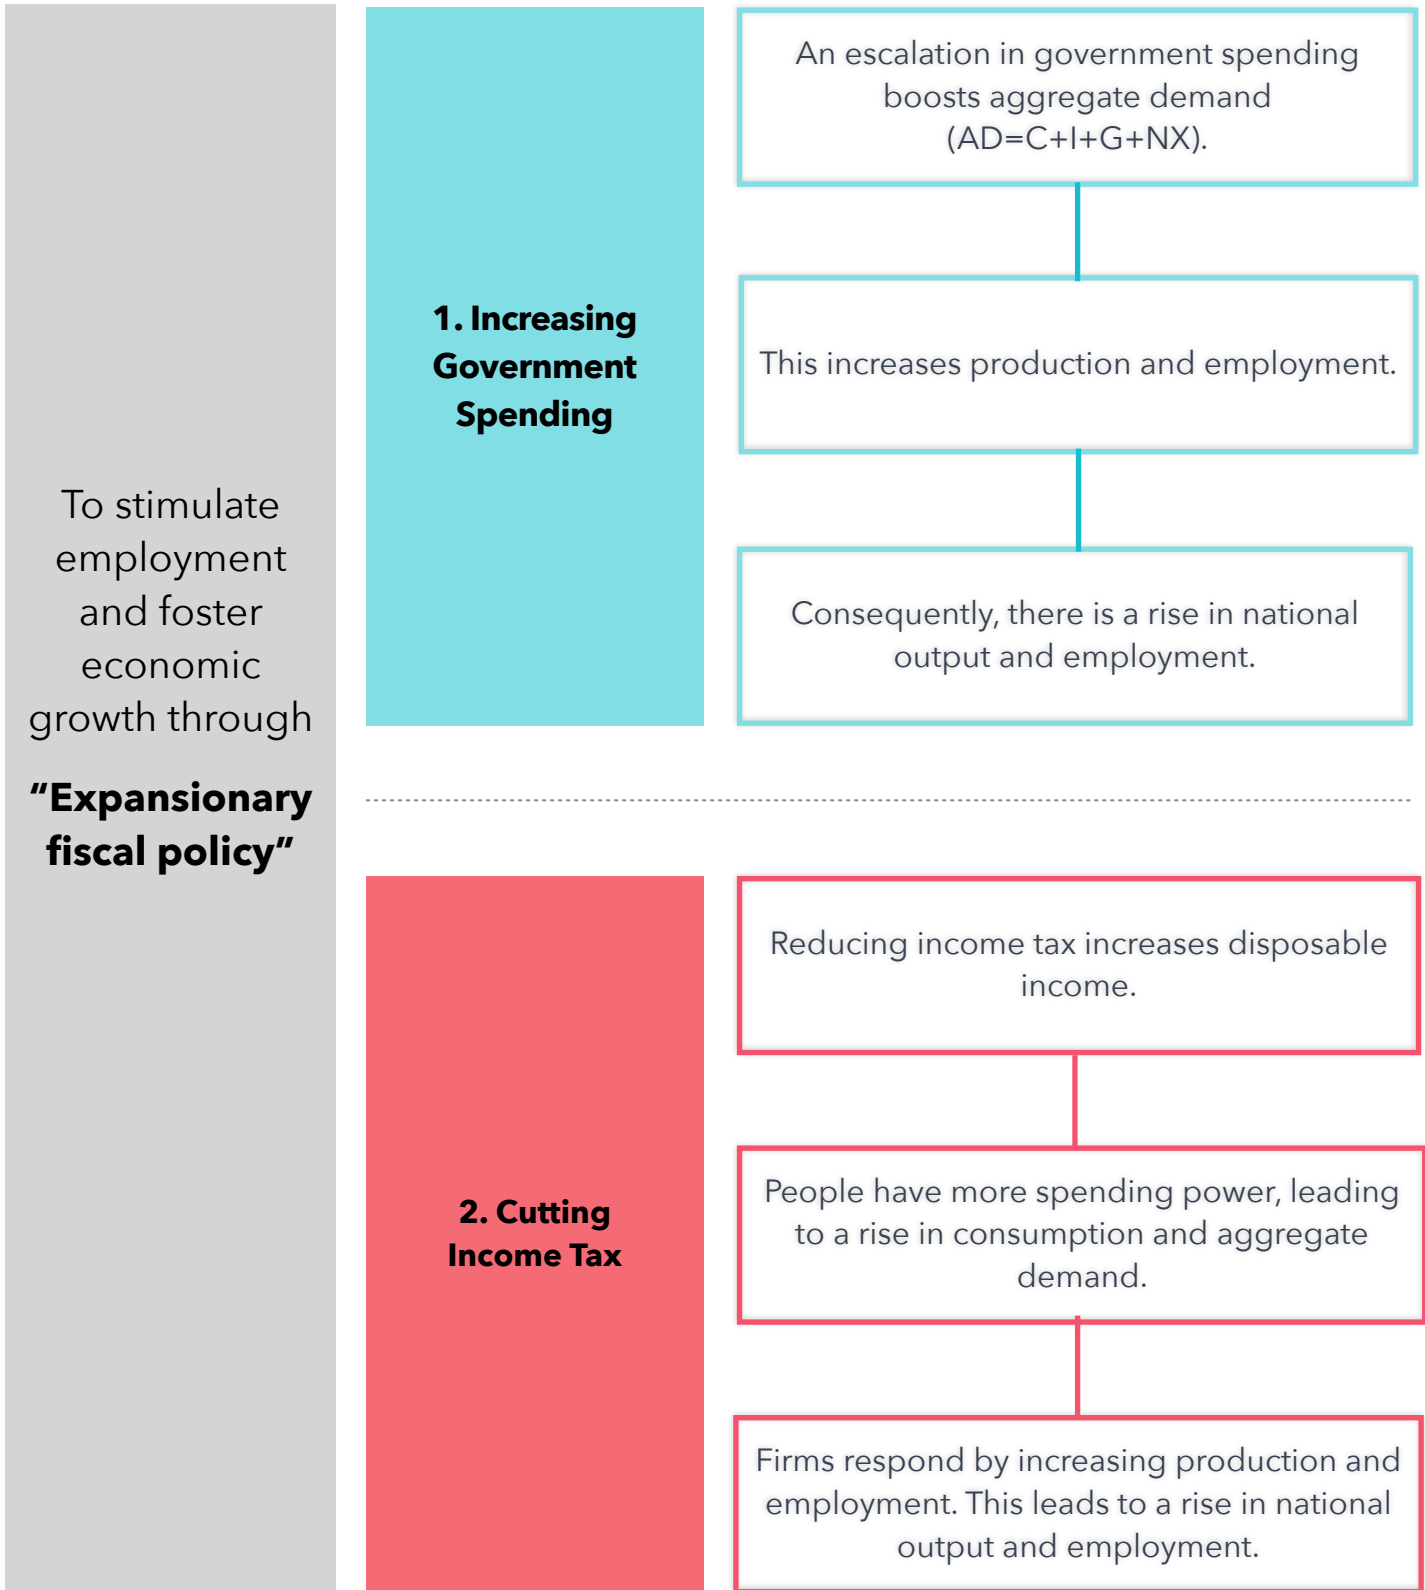 To stimulate
employment
and foster
economic
growth through
"Expansionary
fiscal policy"
1. Increasing
Government
Spending
An escalation in government spending
boosts aggregate demand
(AD=C+I+G+NX).
This increases production and employment.
Consequently, there is a rise in national
output and employment.
2. Cutting
Income Tax
Reducing income tax increases disposable
income.
People have more spending power, leading
to a rise in consumption and aggregate
demand.
Firms respond by increasing production and
employment. This leads to a rise in national
output and employment.